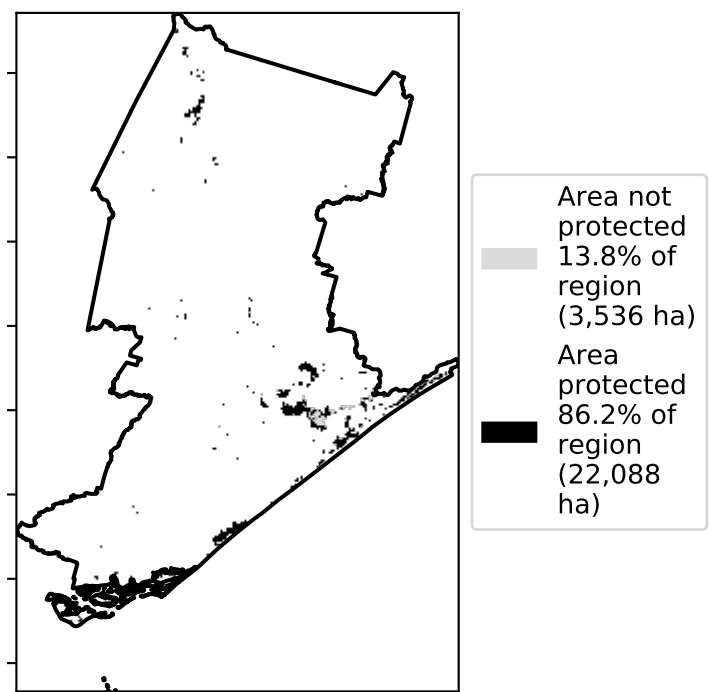 Area not
protected
13.8% of
region
(3,536 ha)
Area
protected
86.2% of
region
(22,088
ha)